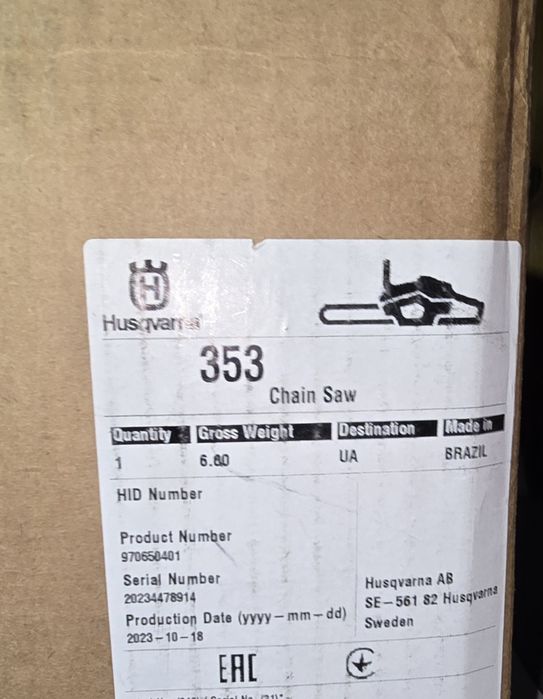 Husqvarna
353
Chain Saw
Quantity Gross Weight Destination Made in
1 6.60 UA BRAZIL
HID Number
Product Number
970650401
Serial Number
20234478914
Production Date (yyyy-mm-dd)
2023-10-18
Husqvarna AB
SE-561 82 Husqvarna
Sweden
EAC